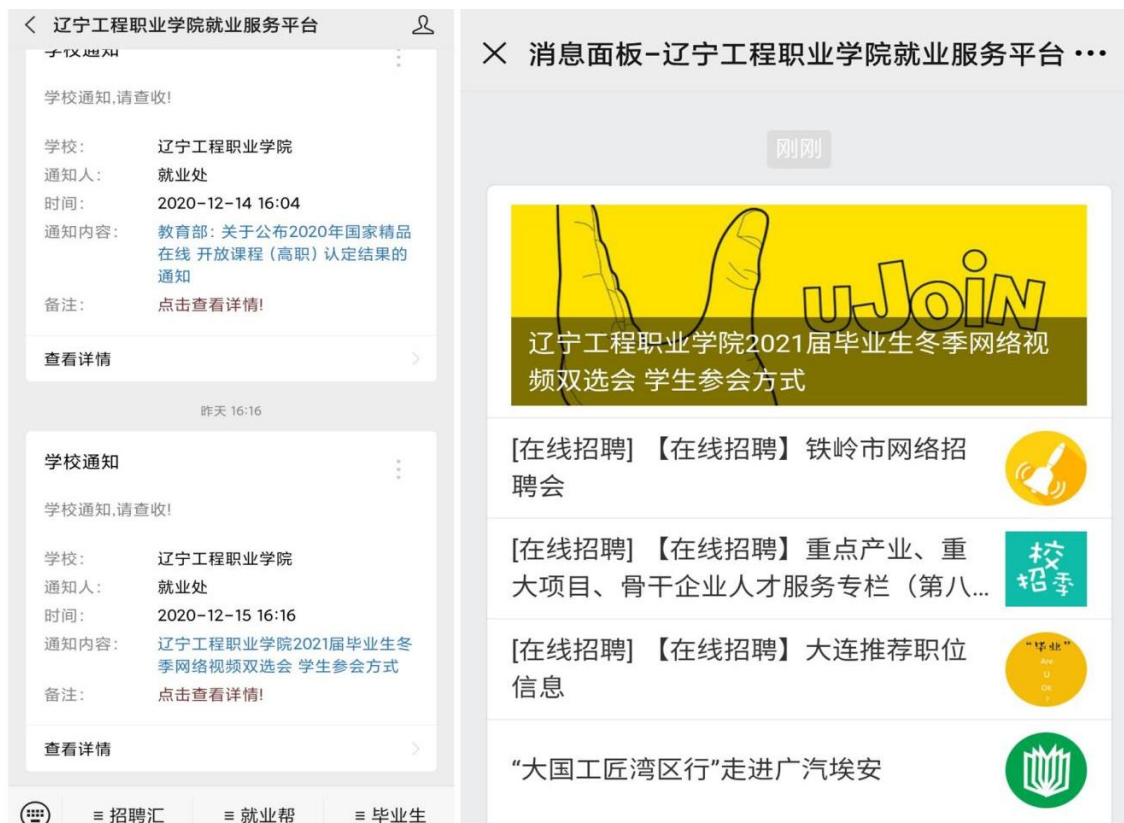 辽宁工程职业学院就业服务平台
学校通知
学校通知,请查收!
学校: 辽宁工程职业学院
通知人: 就业处
时间: 2020-12-14 16:04
通知内容: 教育部: 关于公布2020年国家精品
在线 开放课程（高职）认定结果的
通知
备注: 点击查看详情!
查看详情
昨天 16:16
学校通知
学校通知,请查收!
学校: 辽宁工程职业学院
通知人: 就业处
时间: 2020-12-15 16:16
通知内容: 辽宁工程职业学院2021届毕业生冬
季网络视频双选会 学生参会方式
备注: 点击查看详情!
查看详情
≡ 招聘汇 ≡ 就业帮 ≡ 毕业生
消息面板-辽宁工程职业学院就业服务平台
刚刚
uJoiN
辽宁工程职业学院2021届毕业生冬季网络视
频双选会 学生参会方式
[在线招聘] 【在线招聘】铁岭市网络招
聘会
[在线招聘] 【在线招聘】重点产业、重
大项目、骨干企业人才服务专栏（第八...
校
招季
[在线招聘] 【在线招聘】大连推荐职位
信息
“毕业”
Are
U
OK
?
“大国工匠湾区行”走进广汽埃安